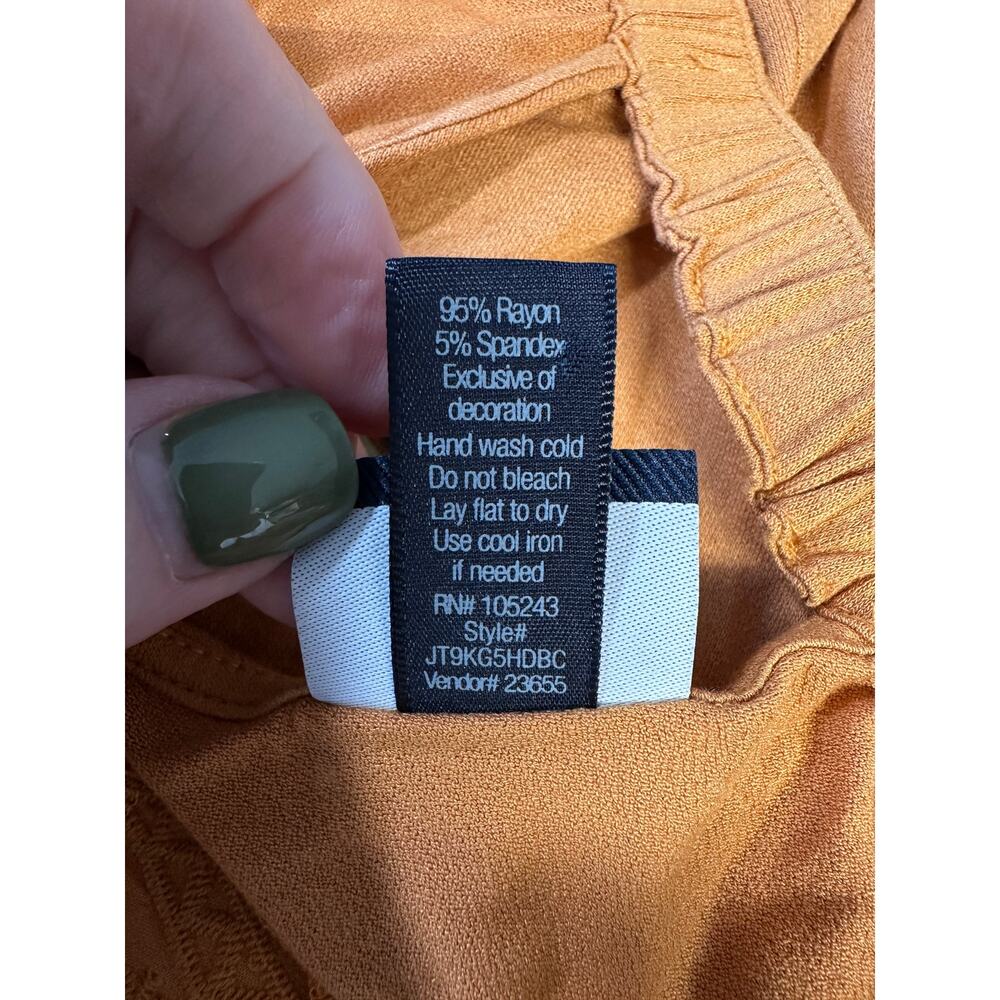 95% Rayon
5% Spandex
Exclusive of
decoration
Hand wash cold
Do not bleach
Lay flat to dry
Use cool iron
if needed
RN# 105243
Style#
JT9KG5HDBC
Vendor# 23655